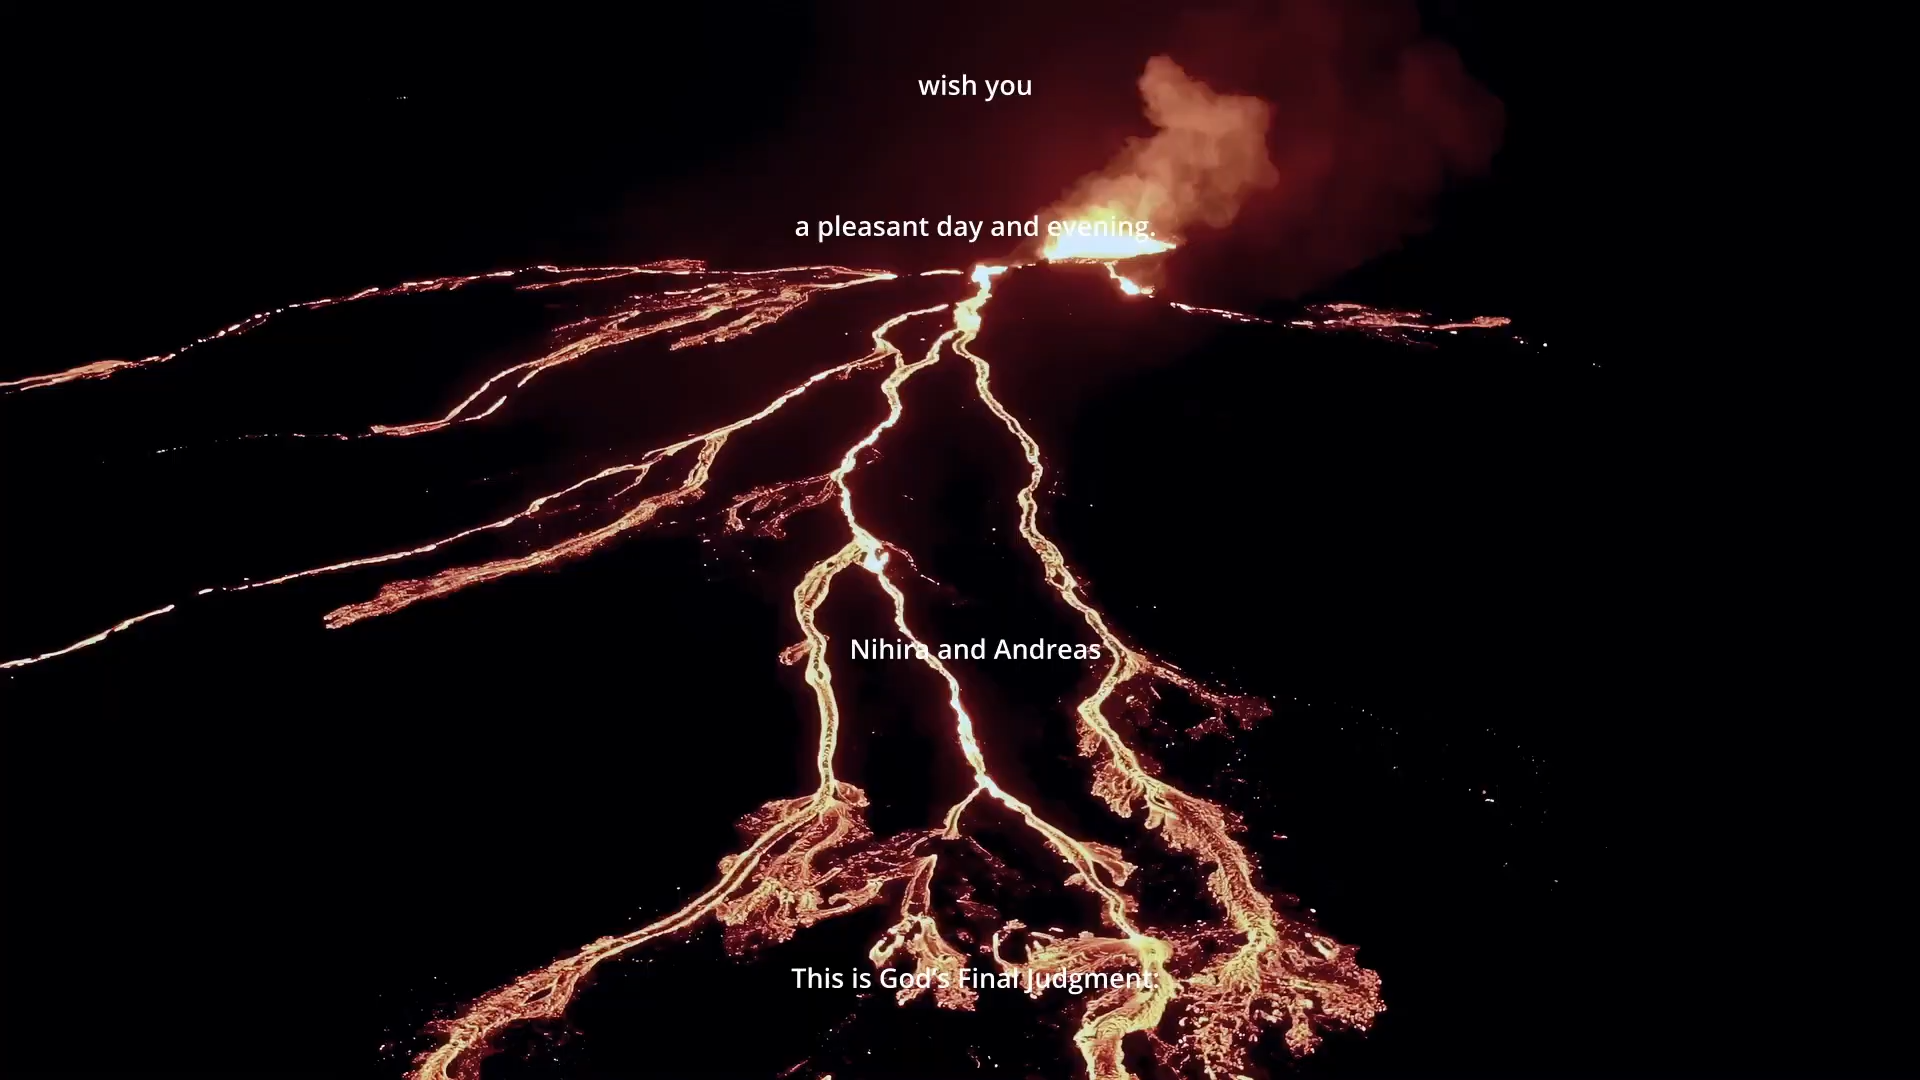 wish you
a pleasant day and evening.
Nihira and Andreas
This is God's Final Judgment: